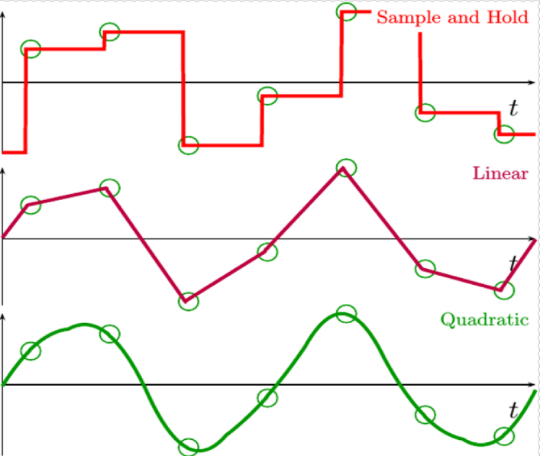 Sample and Hold
t
Linear
t
Quadratic
t